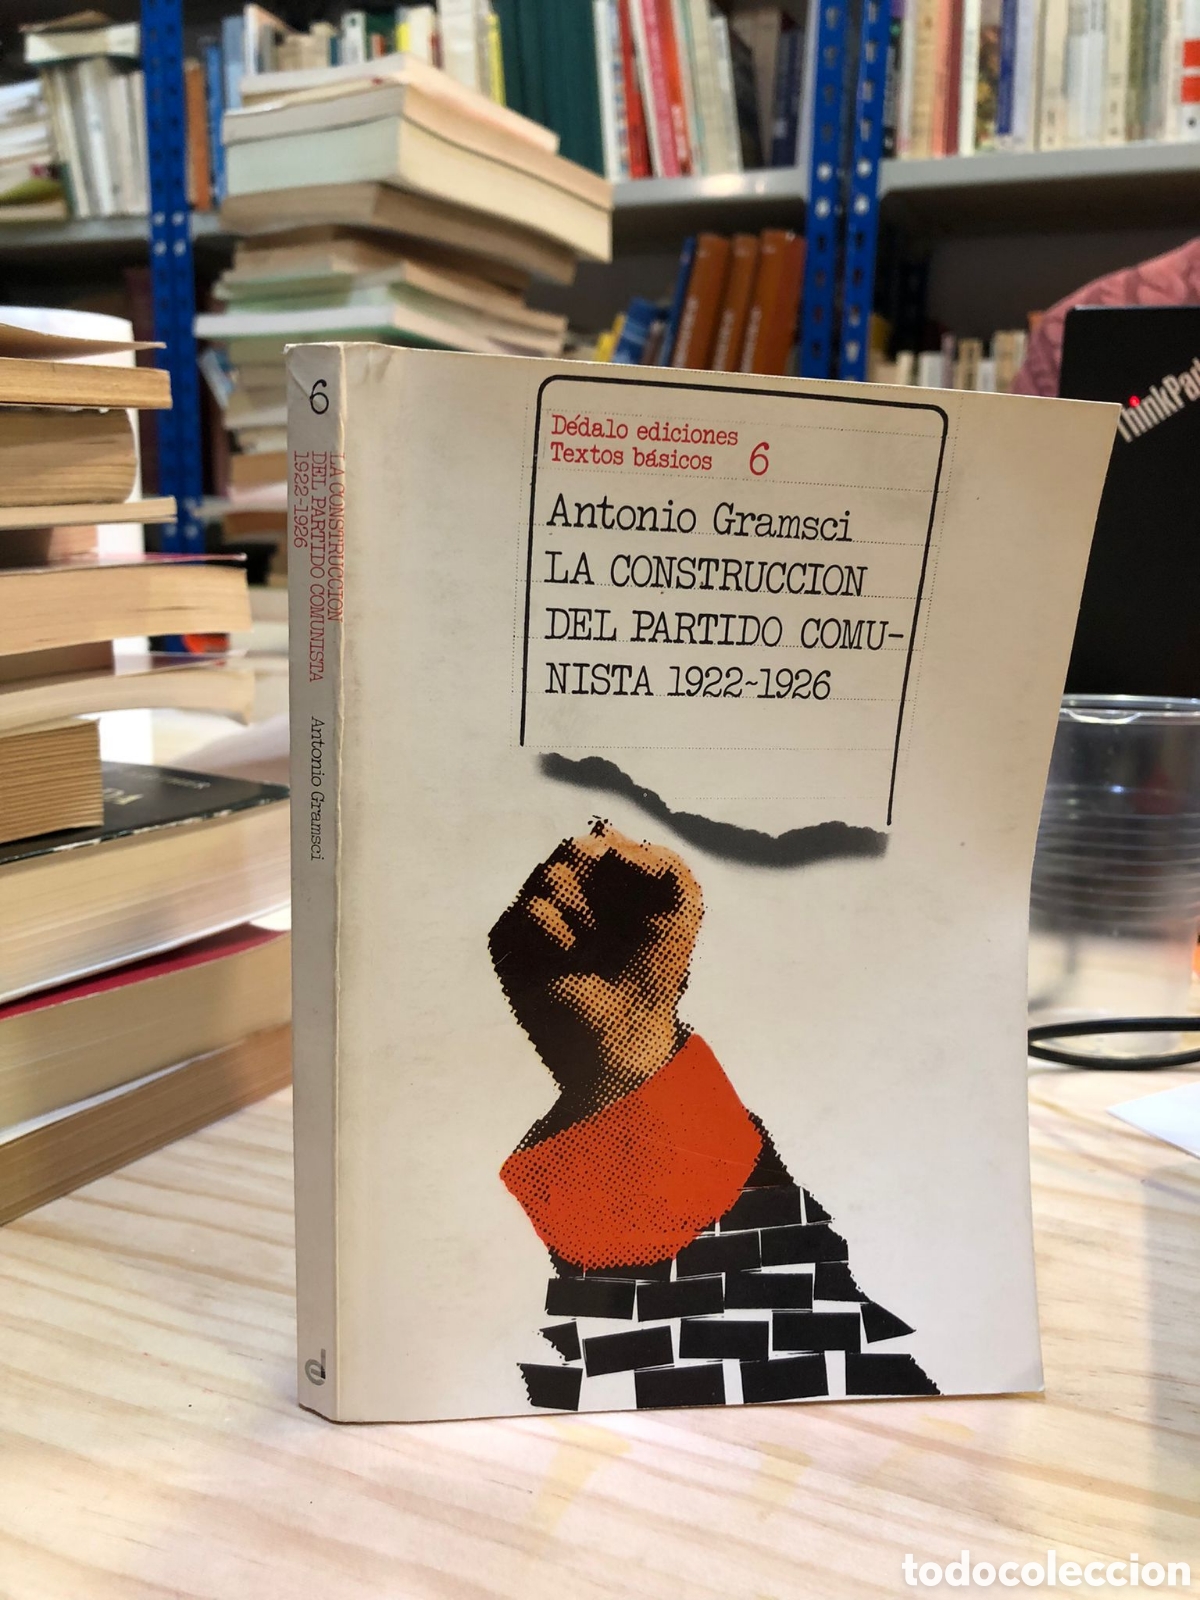 Dédalo ediciones
Textos básicos 6
Antonio Gramsci
LA CONSTRUCCION
DEL PARTIDO COMU-
NISTA 1922~1926
6
LA CONSTRUCCION
DEL PARTIDO COMUNISTA
1922-1926
Antonio Gramsci
ThinkPad
todocoleccion